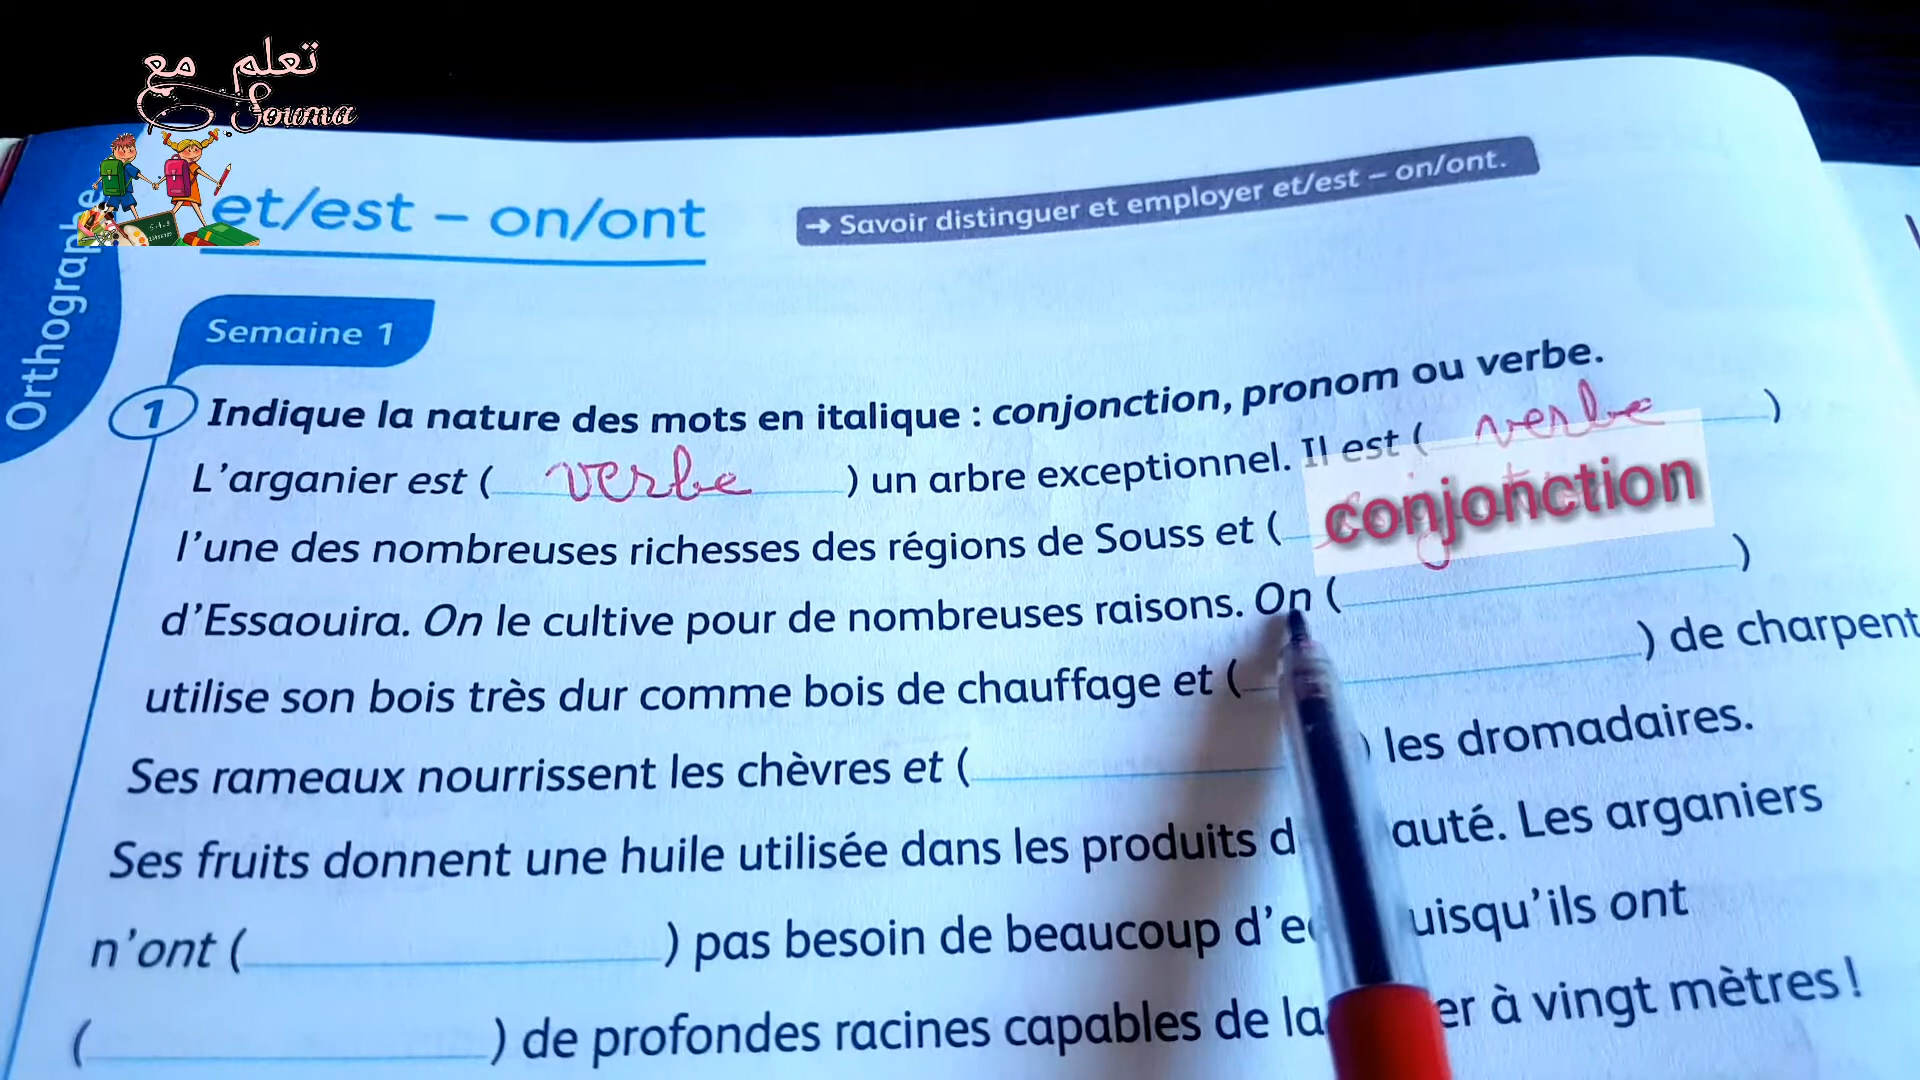 تعلم مع
Souma
Orthographe
et/est – on/ont
→ Savoir distinguer et employer et/est – on/ont.
Semaine 1
1 Indique la nature des mots en italique : conjonction, pronom ou verbe.
L'arganier est ( verbe ) un arbre exceptionnel. Il est ( verbe )
l'une des nombreuses richesses des régions de Souss et ( conjonction
d'Essaouira. On le cultive pour de nombreuses raisons. On ( )
utilise son bois très dur comme bois de chauffage et ( ) de charpent
Ses rameaux nourrissent les chèvres et ( ) les dromadaires.
Ses fruits donnent une huile utilisée dans les produits d auté. Les arganiers
n'ont ( ) pas besoin de beaucoup d'e uisqu'ils ont
( ) de profondes racines capables de la er à vingt mètres !